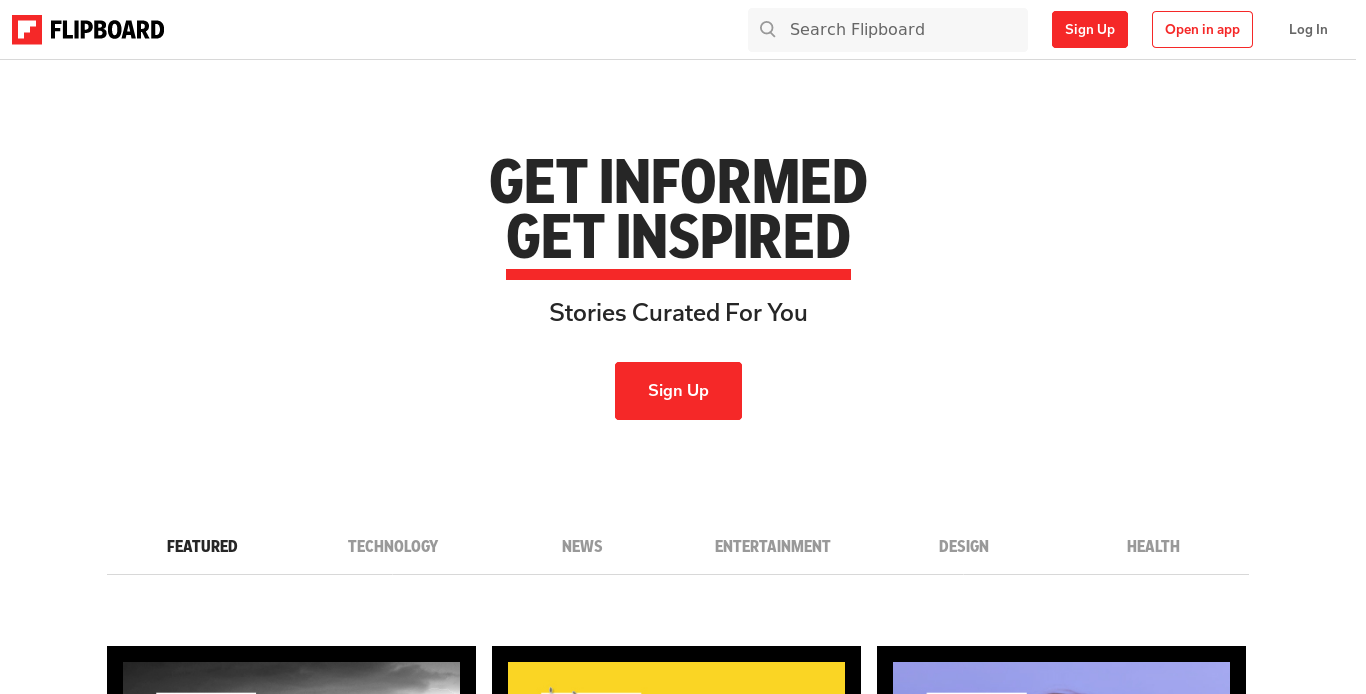 FLIPBOARD
Search Flipboard
Sign Up
Open in app
Log In
GET INFORMED
GET INSPIRED
Stories Curated For You
Sign Up
FEATURED
TECHNOLOGY
NEWS
ENTERTAINMENT
DESIGN
HEALTH